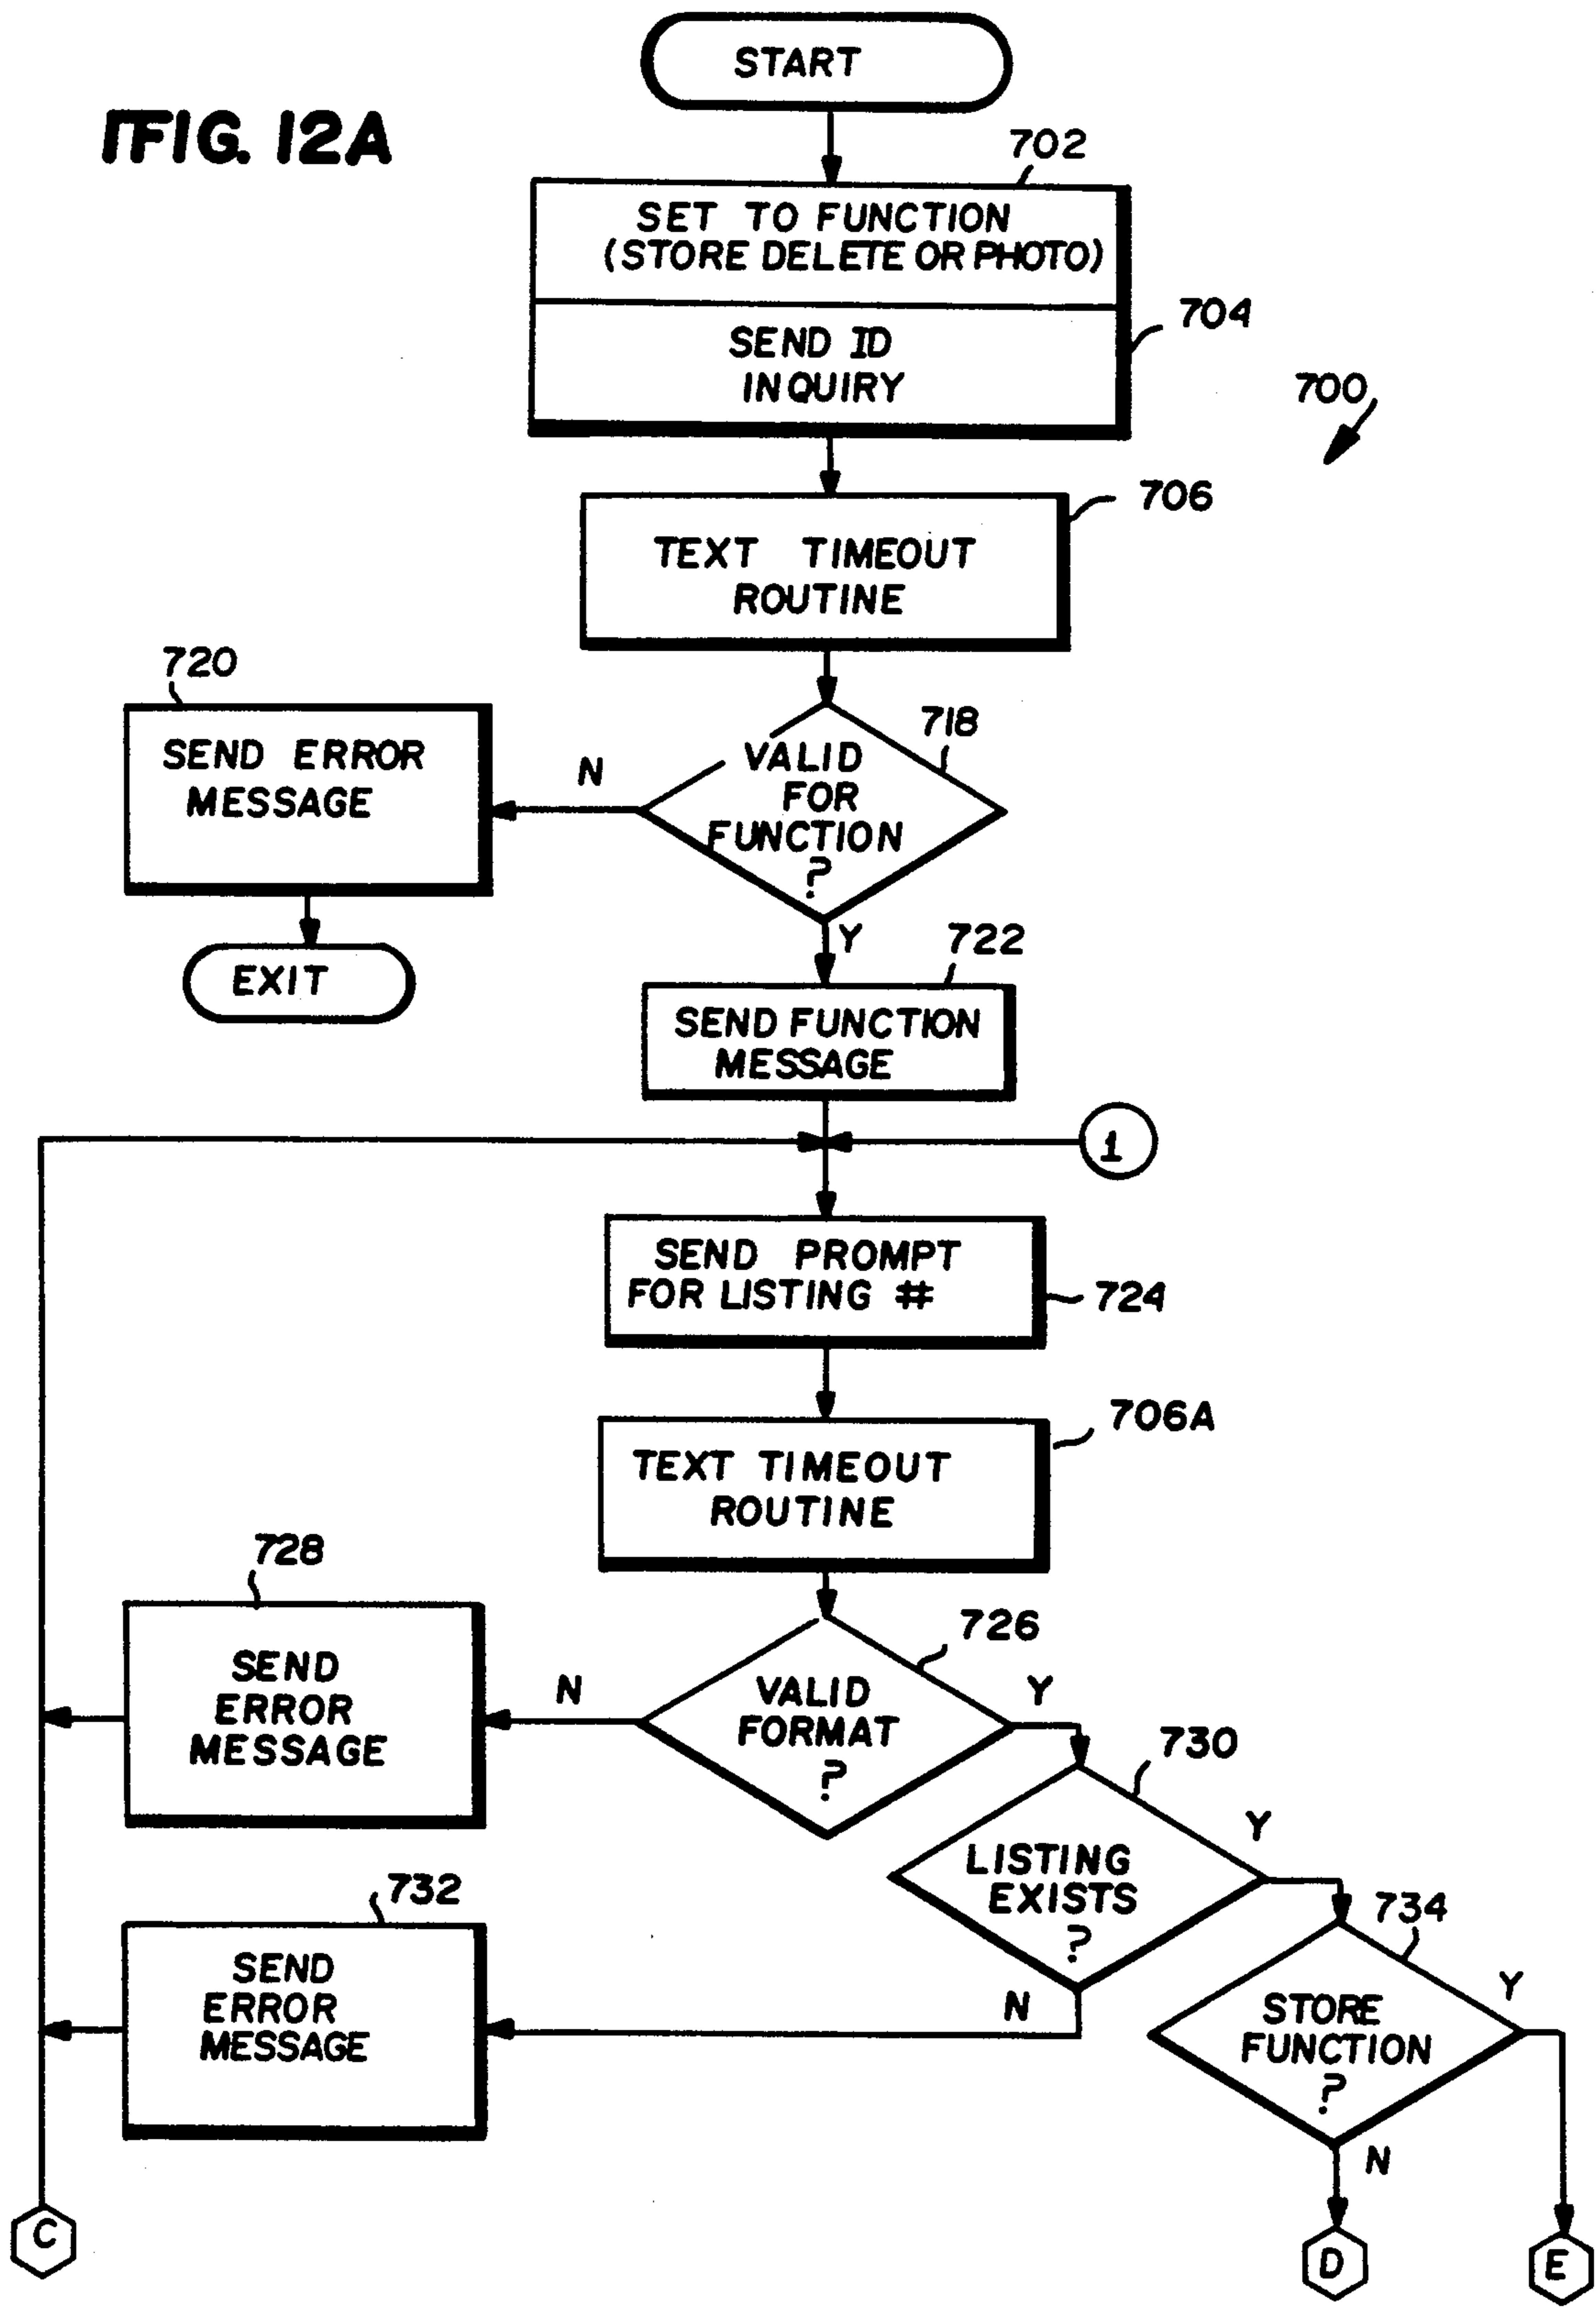 START
FIG. 12A
702
SET TO FUNCTION
(STORE DELETE OR PHOTO)
704
SEND ID
INQUIRY
700
706
TEXT TIMEOUT
ROUTINE
720
SEND ERROR
MESSAGE
718
VALID
FOR
FUNCTION
?
N
Y
EXIT
722
SEND FUNCTION
MESSAGE
1
SEND PROMPT
FOR LISTING #
724
706A
TEXT TIMEOUT
ROUTINE
728
SEND
ERROR
MESSAGE
N
726
VALID
FORMAT
?
Y
730
LISTING
EXISTS
?
Y
N
732
SEND
ERROR
MESSAGE
734
STORE
FUNCTION
?
Y
N
C
D
E